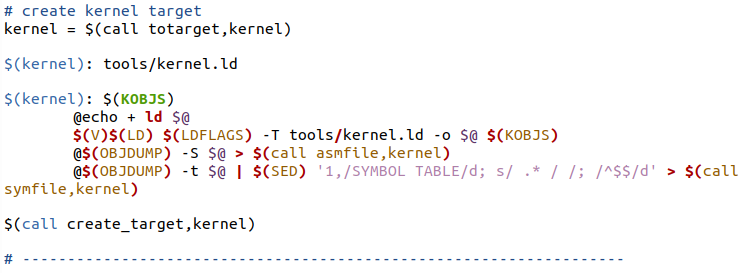 # create kernel target
kernel = $(call totarget,kernel)
$(kernel): tools/kernel.ld
$(kernel): $(KOBJS)
@echo + ld $@
$(V)$(LD) $(LDFLAGS) -T tools/kernel.ld -o $@ $(KOBJS)
@$(OBJDUMP) -S $@ > $(call asmfile,kernel)
@$(OBJDUMP) -t $@ | $(SED) '1,/SYMBOL TABLE/d; s/ .* / /; /^$$/d' > $(call
symfile,kernel)
$(call create_target,kernel)
# -------------------------------------------------------------------